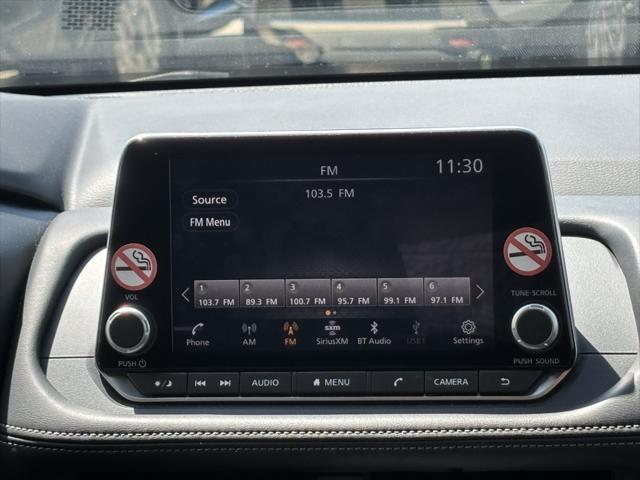 FM
11:30
103.5 FM
Source
FM Menu
1 2 3 4 5 6
103.7 FM 89.3 FM 100.7 FM 95.7 FM 99.1 FM 97.1 FM
VOL
TUNE·SCROLL
sxm
Phone AM FM SiriusXM BT Audio USB1 Settings
PUSH
PUSH SOUND
AUDIO MENU CAMERA